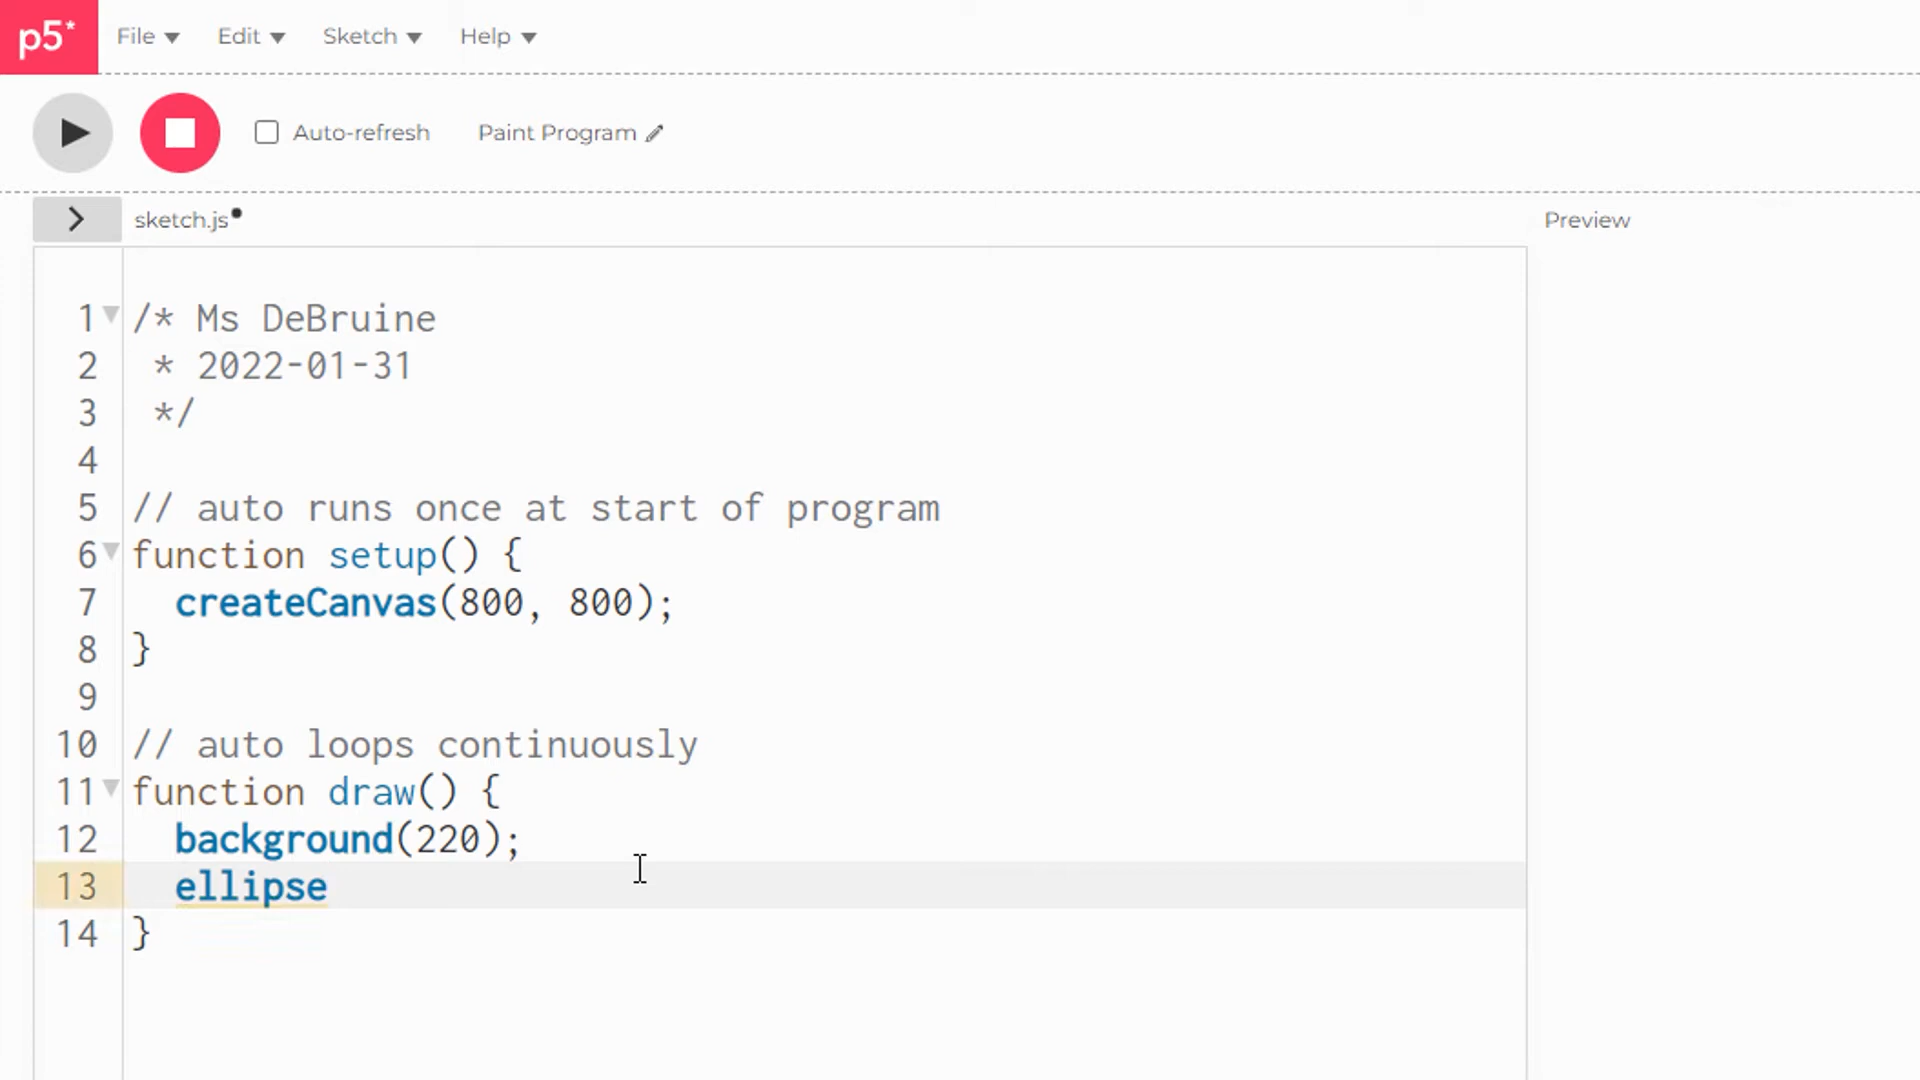 p5*
File Edit Sketch Help
Auto-refresh Paint Program
sketch.js Preview
1 /* Ms DeBruine
2 * 2022-01-31
3 */
4
5 // auto runs once at start of program
6 function setup() {
7 createCanvas(800, 800);
8 }
9
10 // auto loops continuously
11 function draw() {
12 background(220);
13 ellipse
14 }